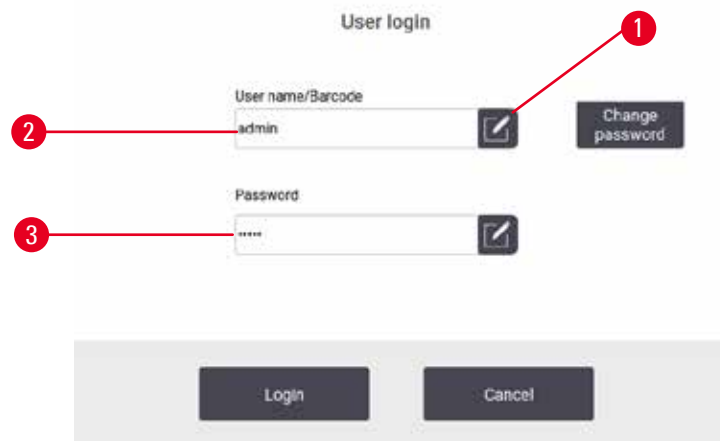 User login
1
User name/Barcode
2
admin
Change
password
Password
3
•••••
Login
Cancel